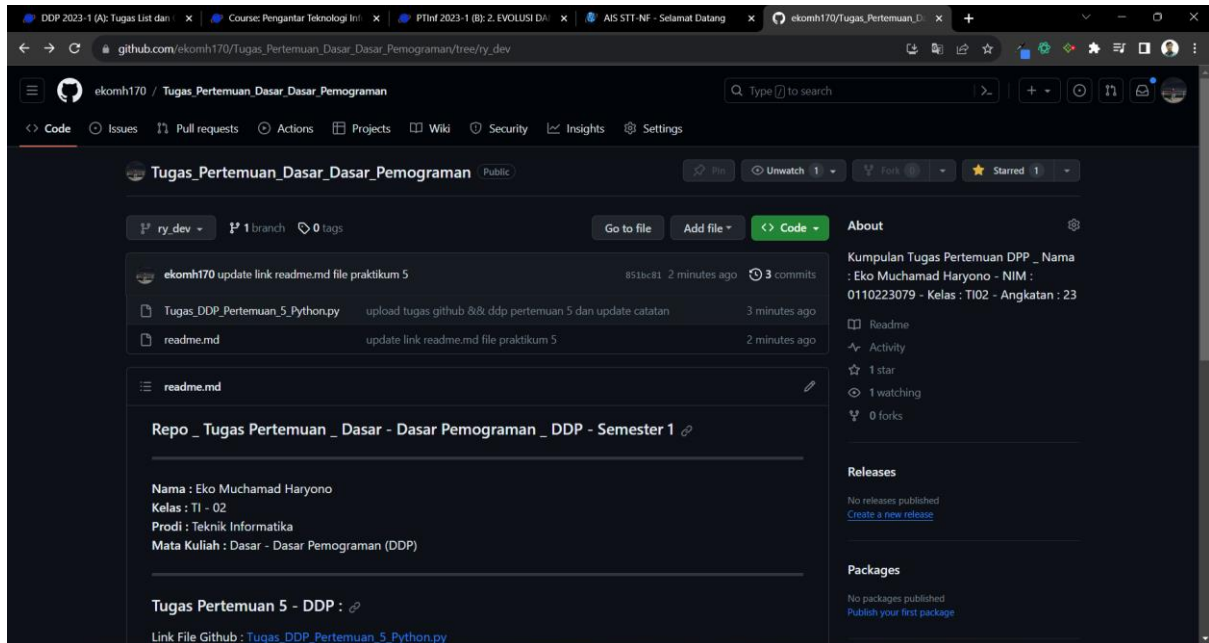 DDP 2023-1 (A): Tugas List dan
Course: Pengantar Teknologi Inf
PTInf 2023-1 (B): 2. EVOLUSI DA
AIS STT-NF - Selamat Datang
ekomh170/Tugas_Pertemuan_D
github.com/ekomh170/Tugas_Pertemuan_Dasar_Dasar_Pemograman/tree/ry_dev
ekomh170 / Tugas_Pertemuan_Dasar_Dasar_Pemograman
Type / to search
Code Issues Pull requests Actions Projects Wiki Security Insights Settings
Tugas_Pertemuan_Dasar_Dasar_Pemograman Public
Pin Unwatch 1 Fork 0 Starred 1
ry_dev 1 branch 0 tags Go to file Add file Code
ekomh170 update link readme.md file praktikum 5 851bc81 2 minutes ago 3 commits
Tugas_DDP_Pertemuan_5_Python.py upload tugas github && ddp pertemuan 5 dan update catatan 3 minutes ago
readme.md update link readme.md file praktikum 5 2 minutes ago
readme.md
Repo _ Tugas Pertemuan _ Dasar - Dasar Pemograman _ DDP - Semester 1
Nama : Eko Muchamad Haryono
Kelas : TI - 02
Prodi : Teknik Informatika
Mata Kuliah : Dasar - Dasar Pemograman (DDP)
Tugas Pertemuan 5 - DDP :
Link File Github : Tugas_DDP_Pertemuan_5_Python.py
About
Kumpulan Tugas Pertemuan DPP _ Nama
: Eko Muchamad Haryono - NIM :
0110223079 - Kelas : TI02 - Angkatan : 23
Readme
Activity
1 star
1 watching
0 forks
Releases
No releases published
Create a new release
Packages
No packages published
Publish your first package